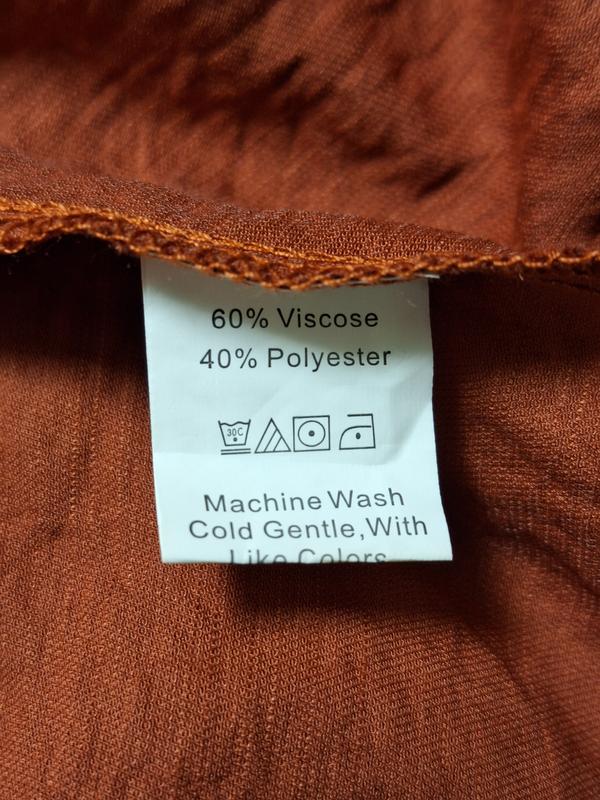 60% Viscose
40% Polyester
30C
Machine Wash
Cold Gentle, With
Like Colors